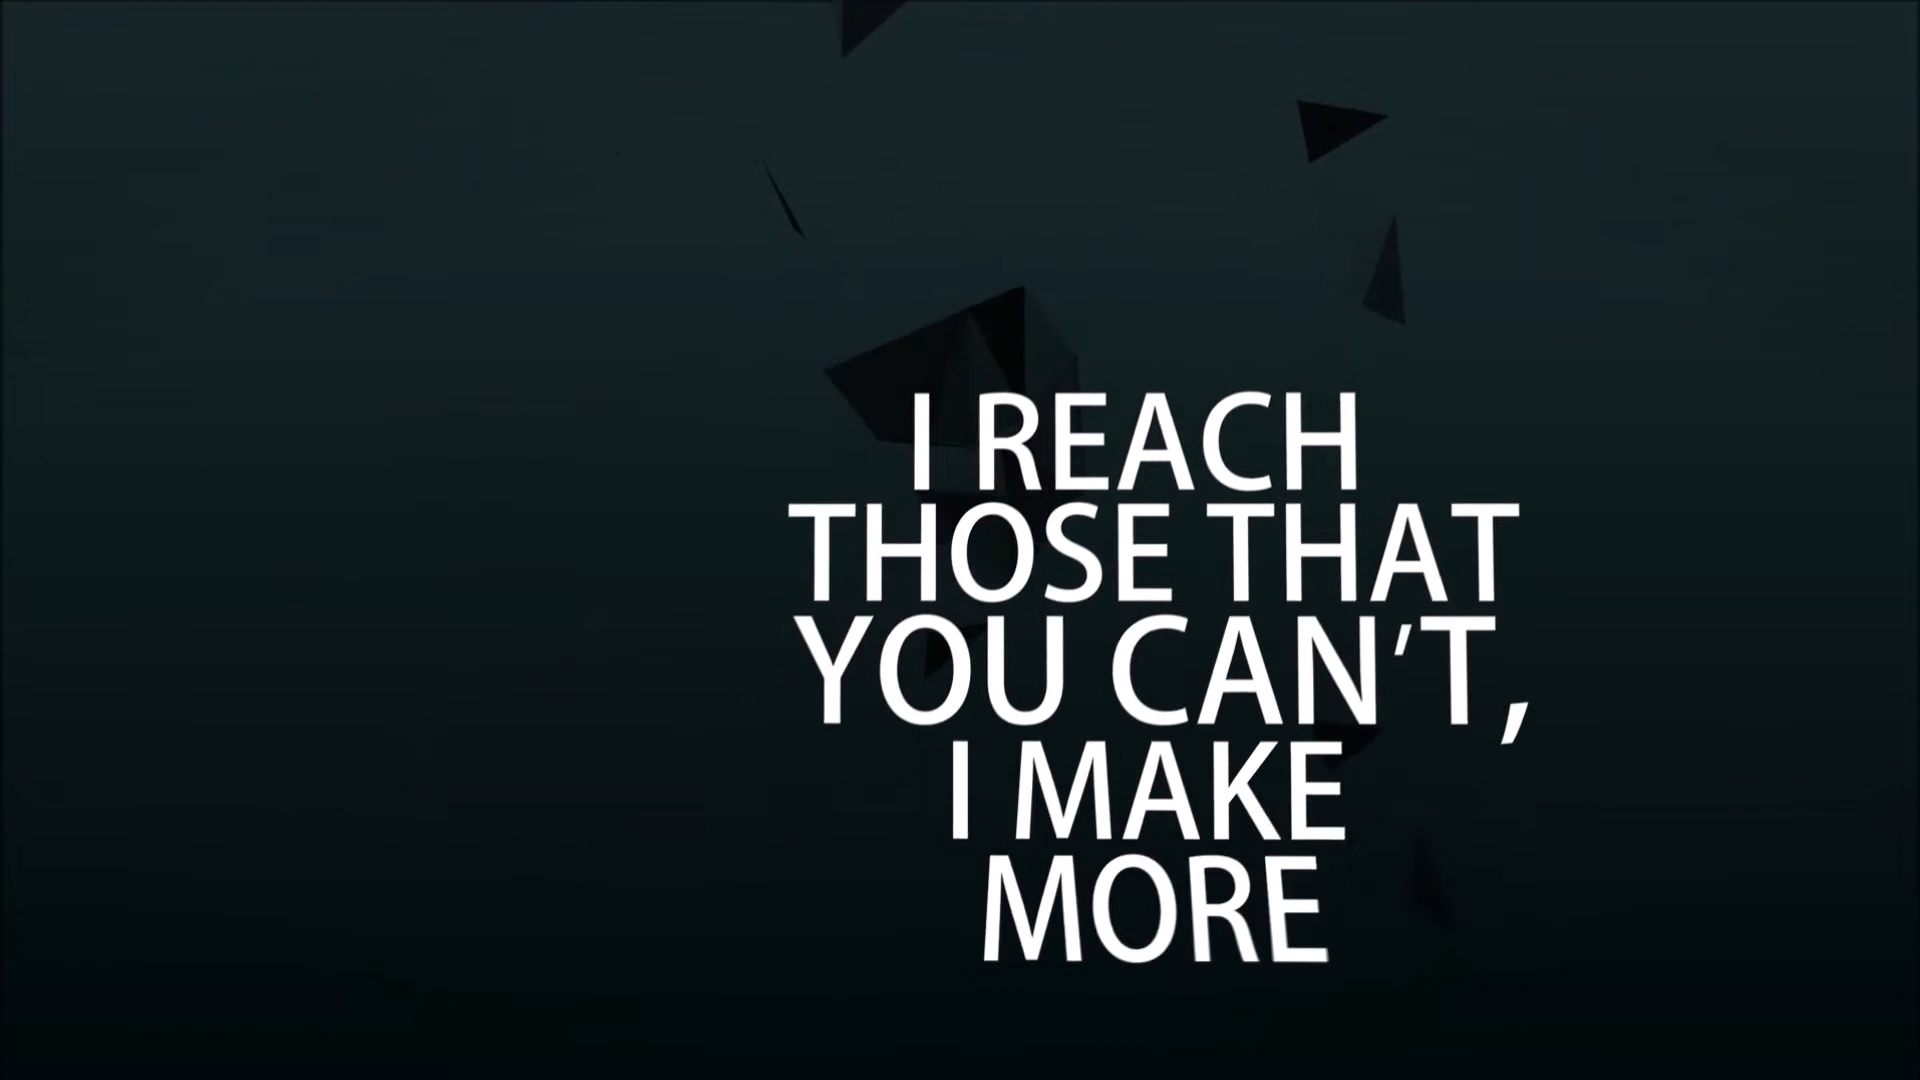 I REACH
THOSE THAT
YOU CAN'T,
I MAKE
MORE